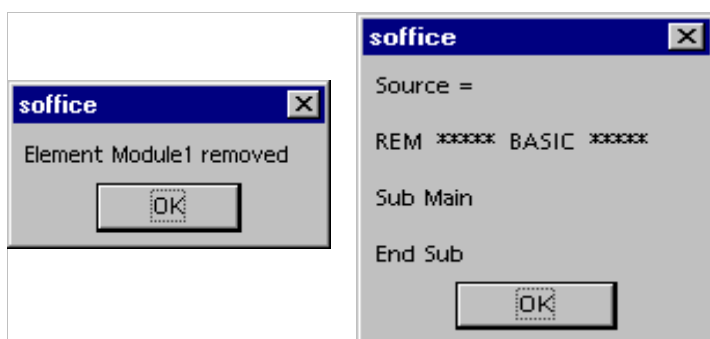 soffice
Element Module1 removed
OK
soffice
Source =
REM ***** BASIC *****
Sub Main
End Sub
OK